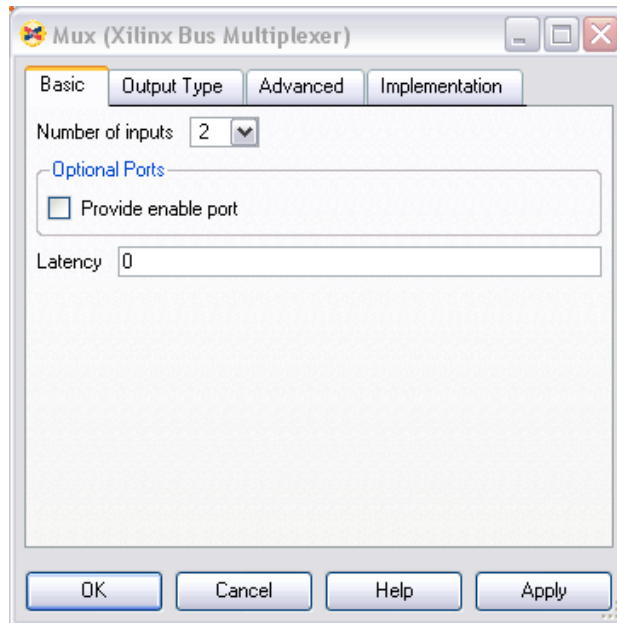 Mux (Xilinx Bus Multiplexer)
Basic Output Type Advanced Implementation
Number of inputs 2
Optional Ports
Provide enable port
Latency 0
OK Cancel Help Apply